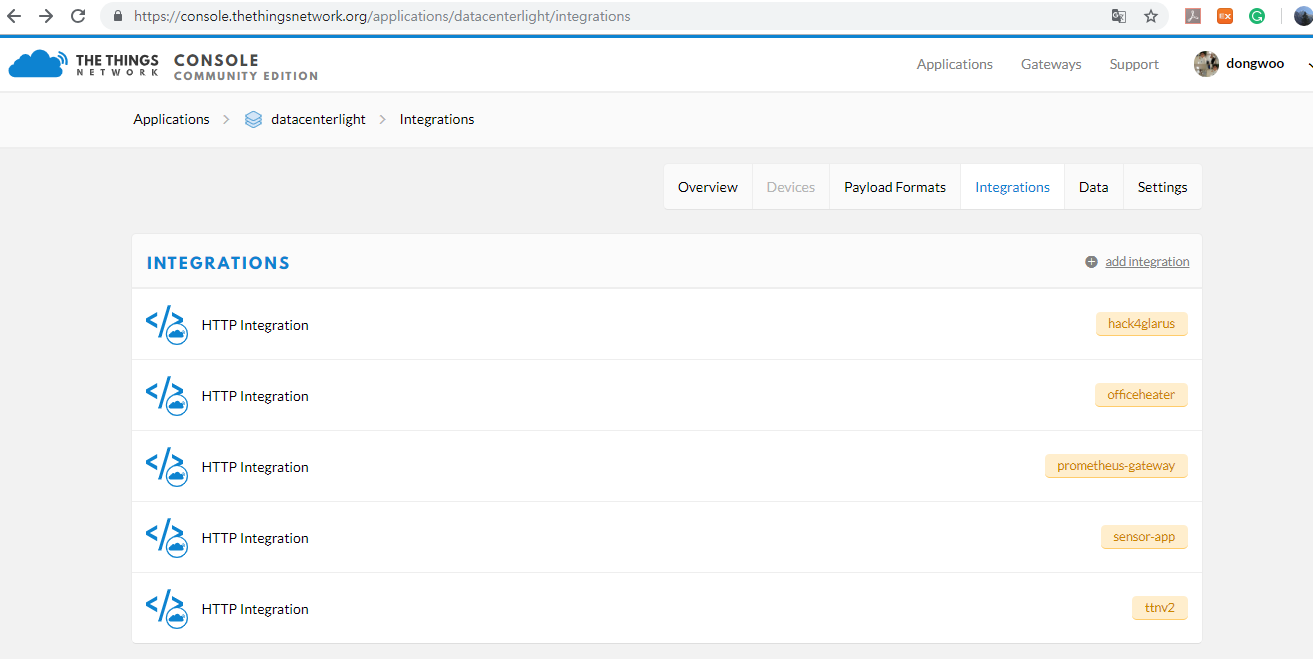 https://console.thethingsnetwork.org/applications/datacenterlight/integrations
EX
G
THE THINGS
NETWORK
CONSOLE
COMMUNITY EDITION
Applications
Gateways
Support
dongwoo
Applications
datacenterlight
Integrations
Overview
Devices
Payload Formats
Integrations
Data
Settings
INTEGRATIONS
add integration
HTTP Integration
hack4glarus
HTTP Integration
officeheater
HTTP Integration
prometheus-gateway
HTTP Integration
sensor-app
HTTP Integration
ttnv2